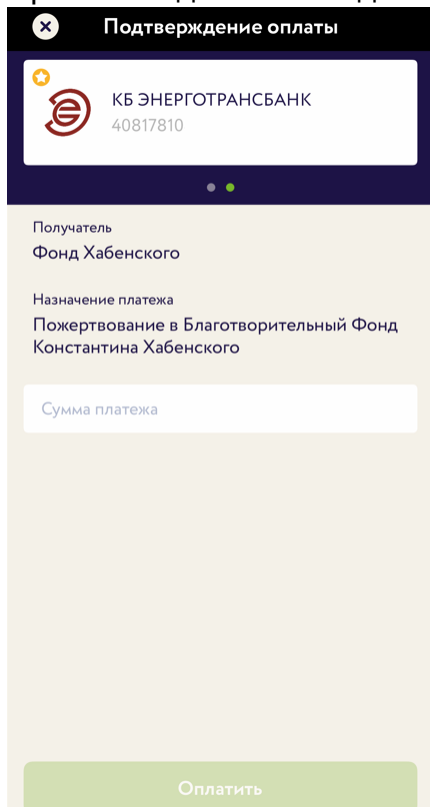 Подтверждение оплаты
КБ ЭНЕРГОТРАНСБАНК
40817810
Получатель
Фонд Хабенского
Назначение платежа
Пожертвование в Благотворительный Фонд
Константина Хабенского
Сумма платежа
Оплатить